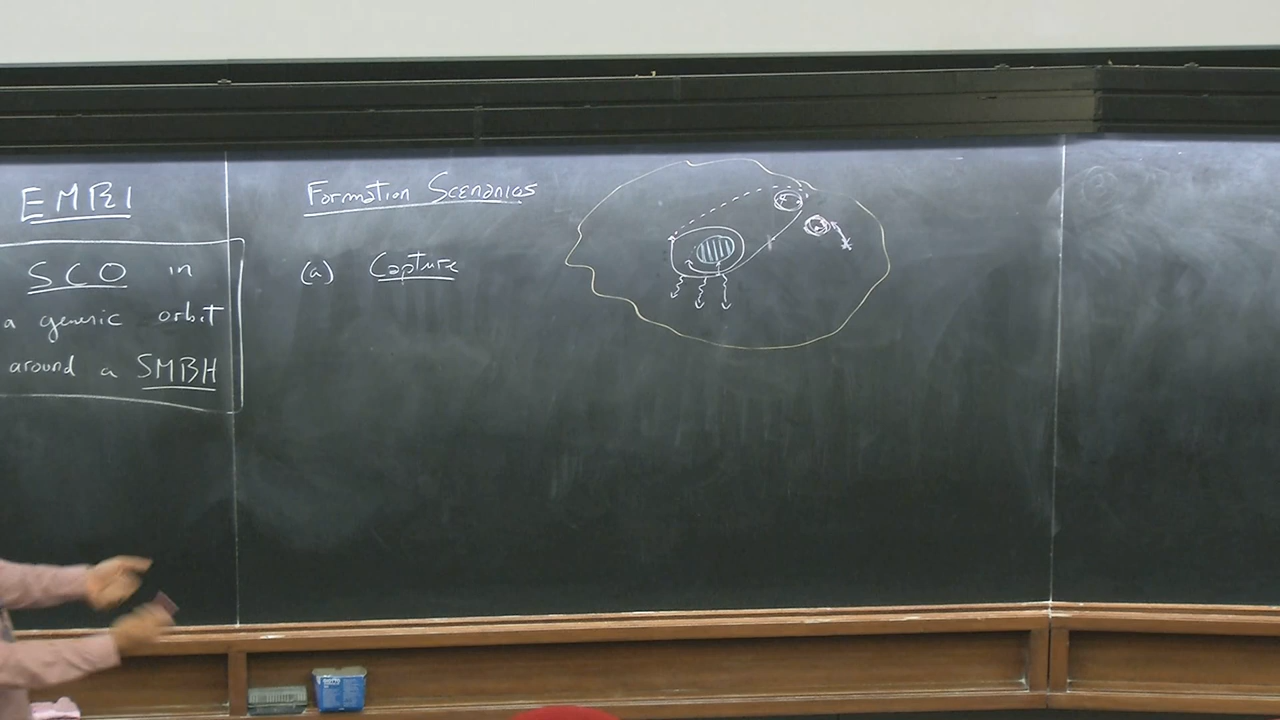 EMRI
SCO in
a generic orbit
around a SMBH
Formation Scenarios
(a) Capture